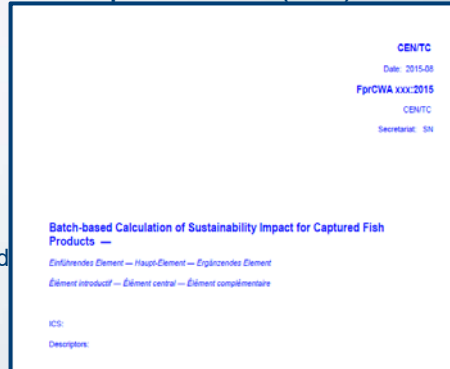 CEN/TC
Date: 2015-08
FprCWA xxx:2015
CEN/TC
Secretariat: SN
Batch-based Calculation of Sustainability Impact for Captured Fish
Products —
Einführendes Element — Haupt-Element — Ergänzendes Element
Élément introductif — Élément central — Élément complémentaire
ICS:
Descriptors: